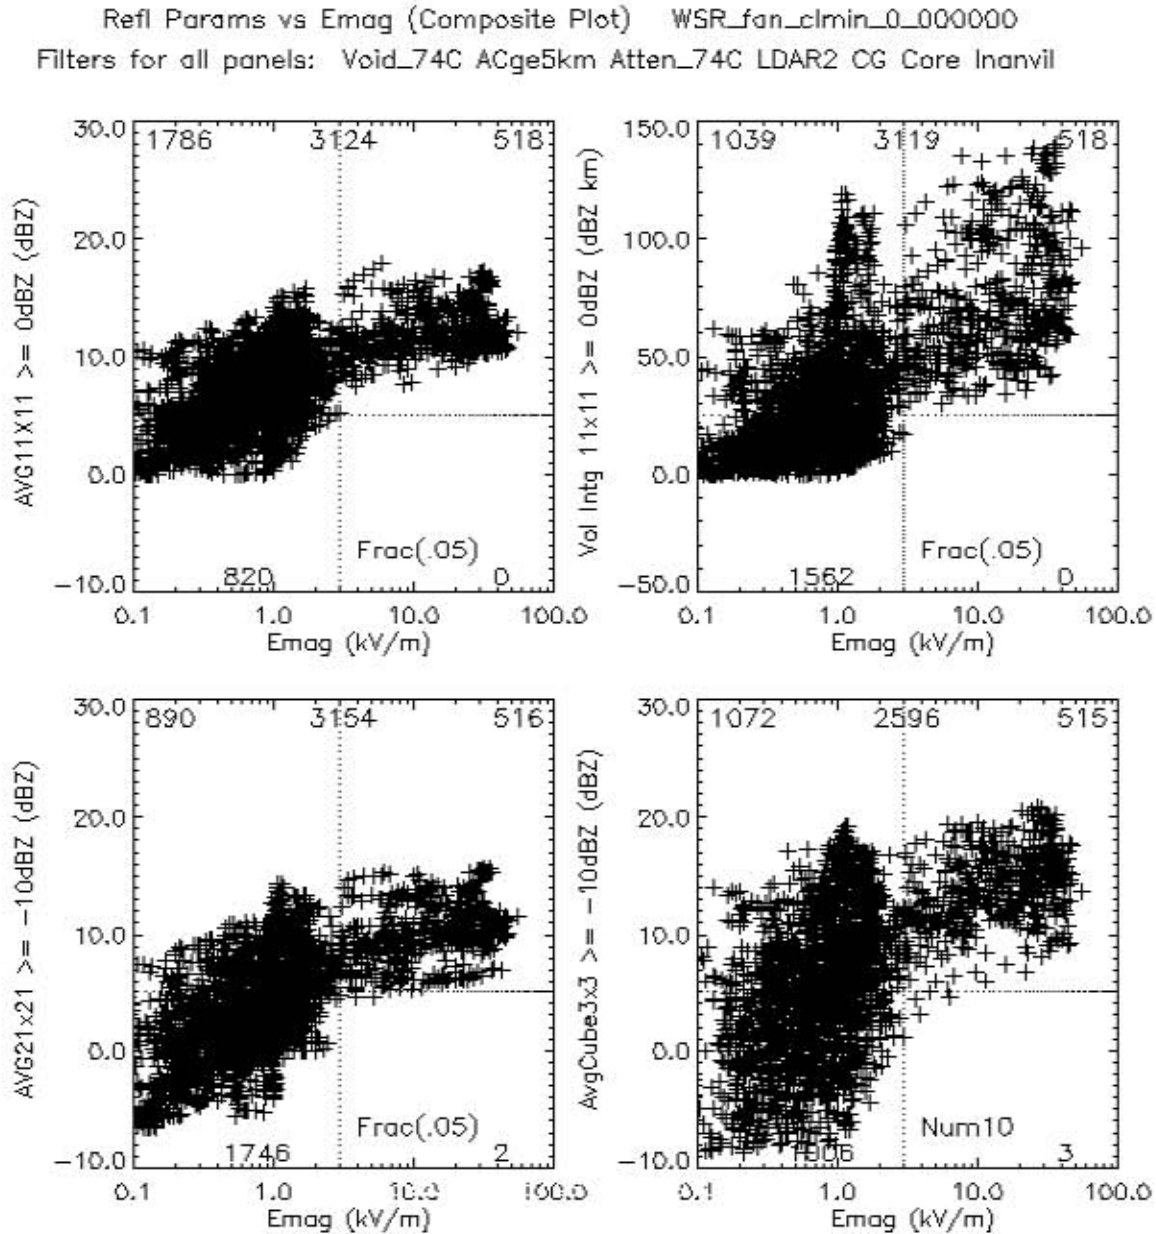 Refl Params vs Emag (Composite Plot) WSR_fan_clmin_0_000000
Filters for all panels: Void_74C ACge5km Atten_74C LDAR2 CG Core Inanvil
30.0 1786 3124 518
20.0
10.0
0.0
-10.0
AVG11X11 >= 0dBZ (dBZ)
Frac(.05)
820 0
0.1 1.0 10.0 100.0
Emag (kV/m)
150.0 1039 3119 518
100.0
50.0
0.0
-50.0
Vol Intg 11x11 >= 0dBZ (dBZ km)
Frac(.05)
1562 0
0.1 1.0 10.0 100.0
Emag (kV/m)
30.0 890 3154 516
20.0
10.0
0.0
-10.0
AVG21x21 >= -10dBZ (dBZ)
Frac(.05)
1746 2
0.1 1.0 10.0 100.0
Emag (kV/m)
30.0 1072 2596 515
20.0
10.0
0.0
-10.0
AvgCube3x3 >= -10dBZ (dBZ)
Num10
3
0.1 1.0 10.0 100.0
Emag (kV/m)